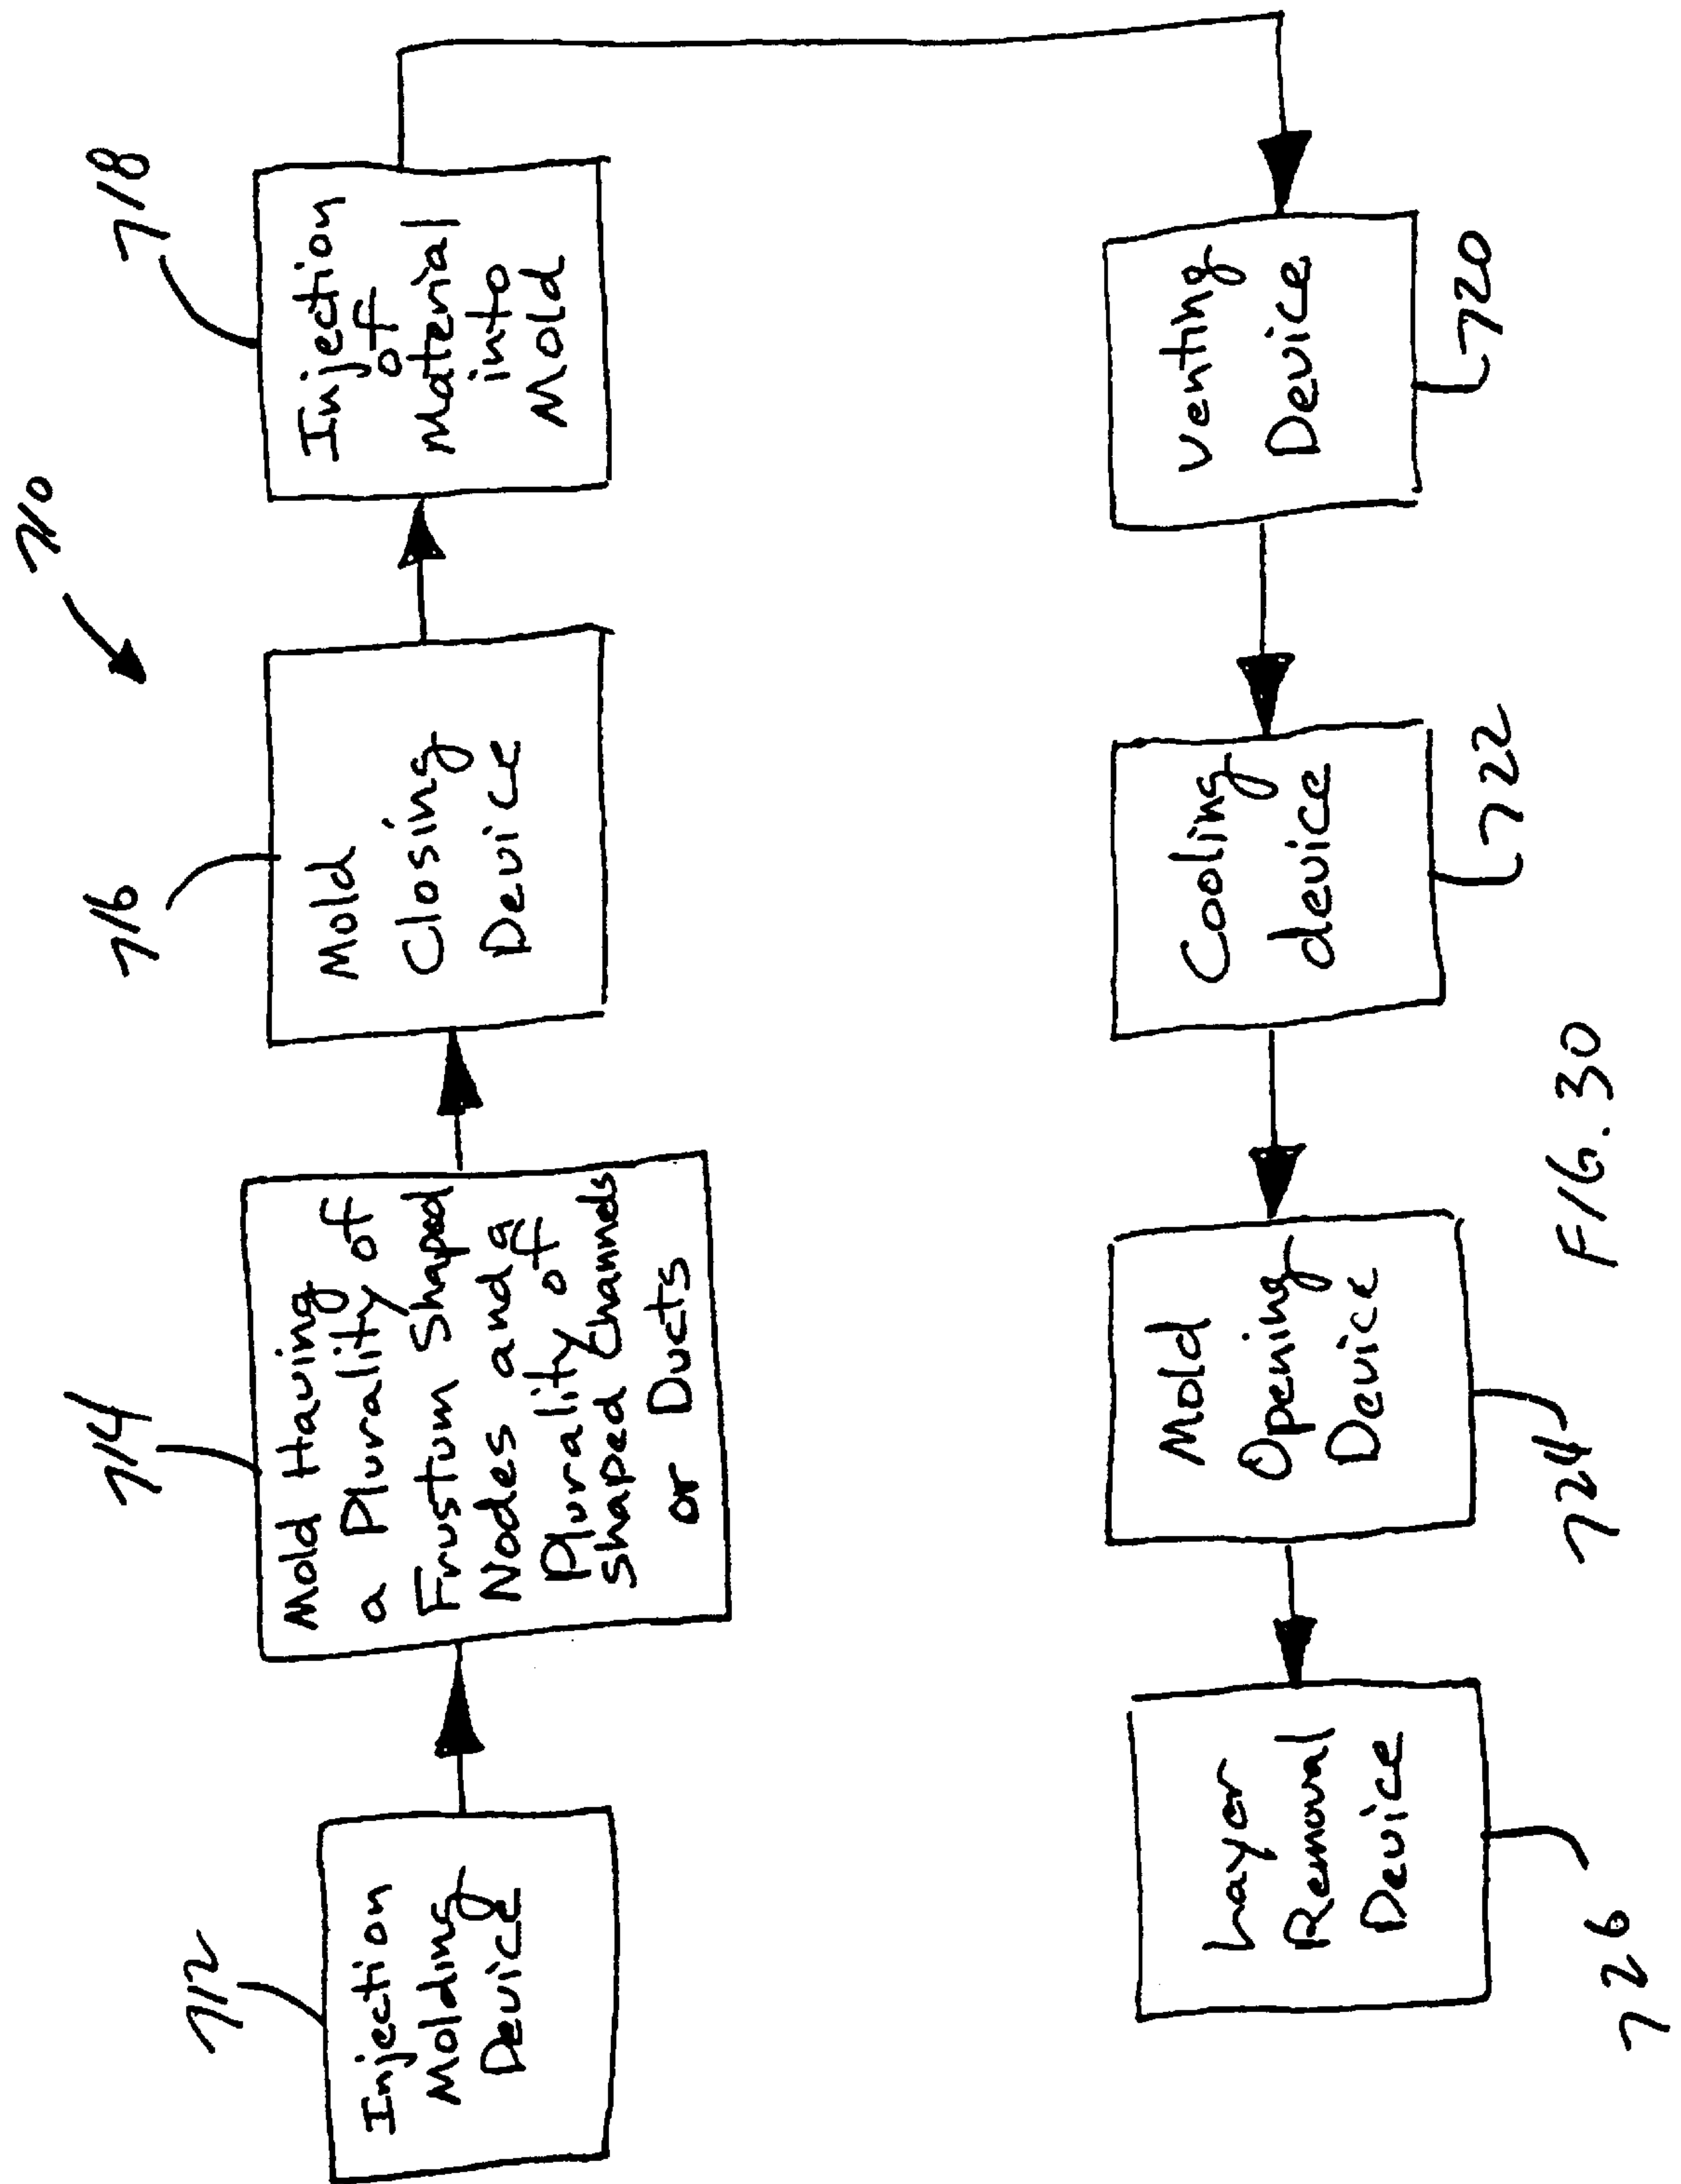 710
712
Injection
Molding
Device
714
Mold Having
a Plurality of
Frustum Shaped
Nodes and a
Plurality of
Shaped Channels
or Ducts
716
Mold
Closing
Device
718
Injection
of
Material
into
Mold
Venting
Device
720
Cooling
device
722
Mold
Opening
Device
724
Layer
Removal
Device
726
FIG. 30